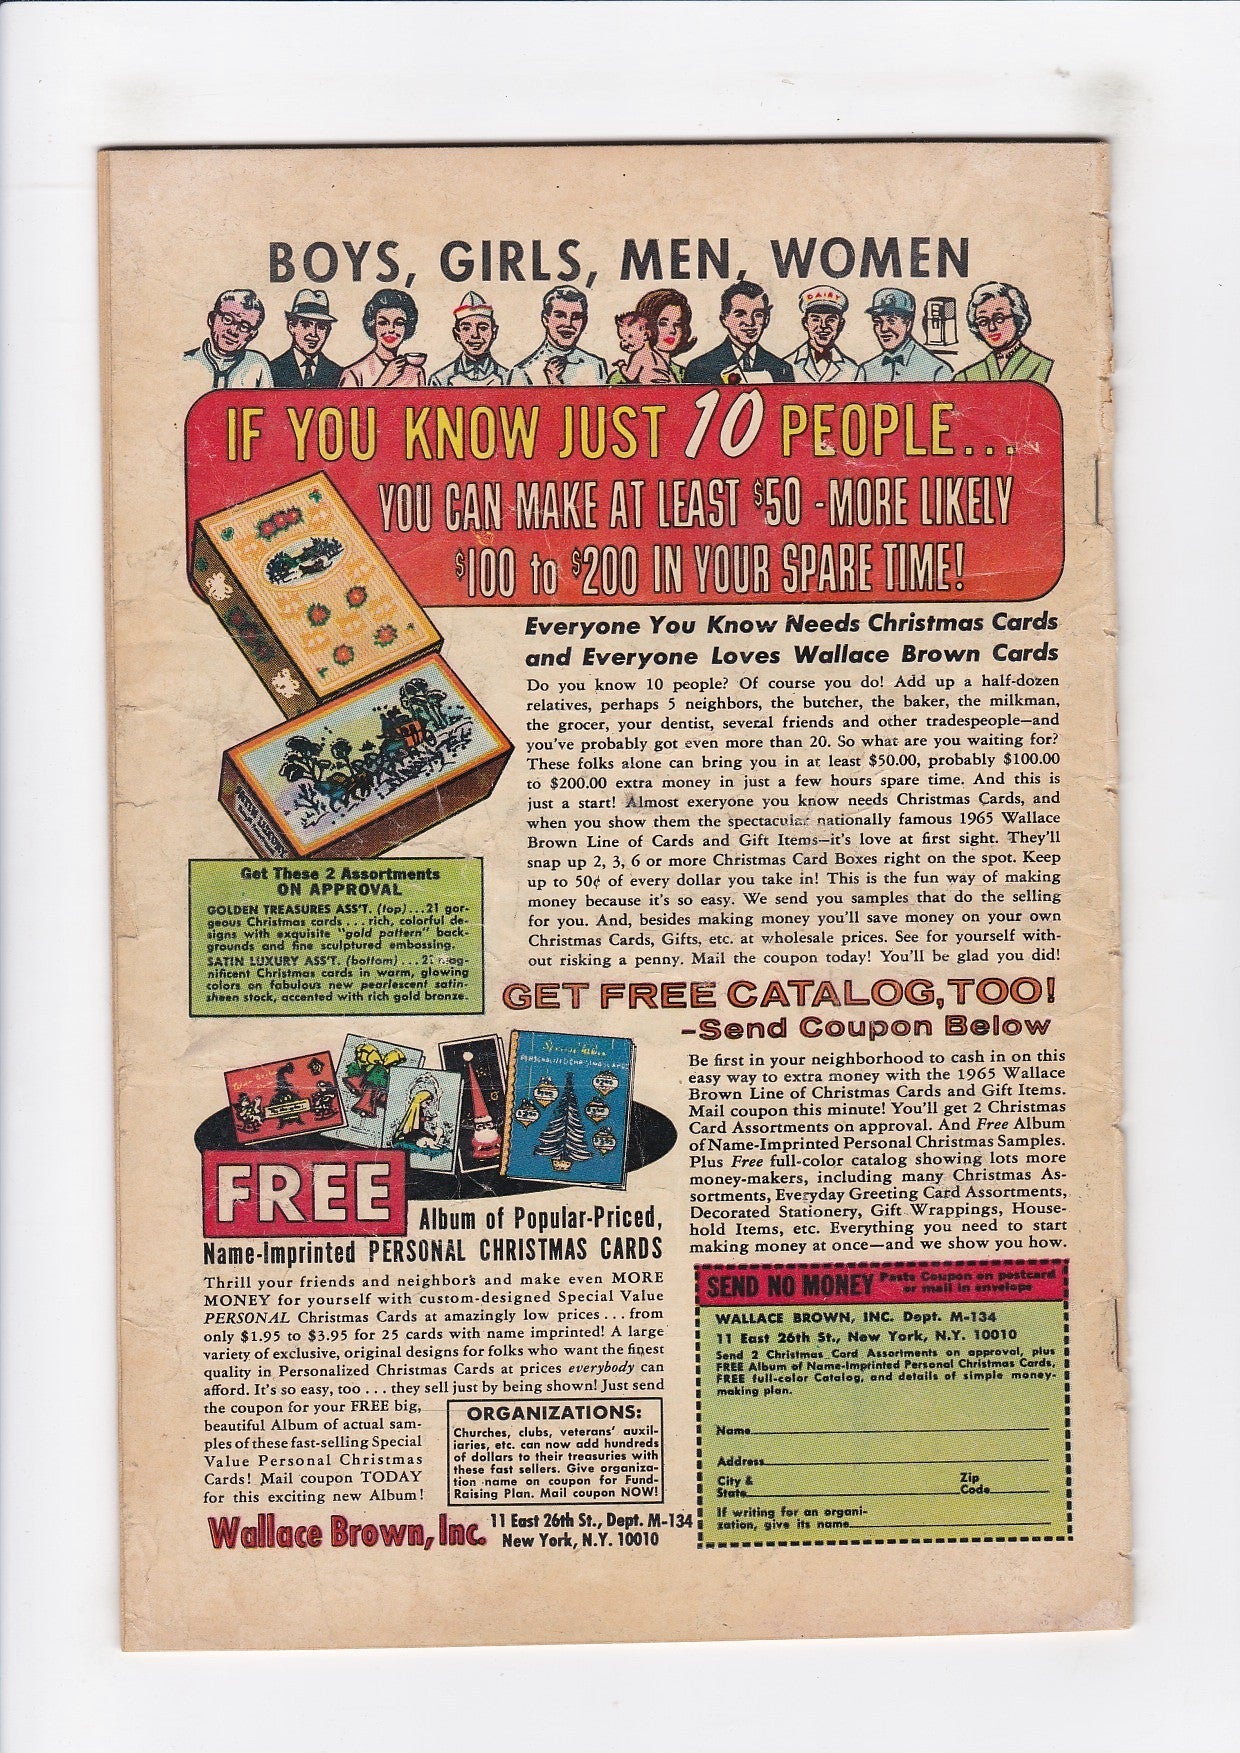 BOYS, GIRLS, MEN, WOMEN
DAIRY
IF YOU KNOW JUST 10 PEOPLE...
YOU CAN MAKE AT LEAST $50 - MORE LIKELY
$100 to $200 IN YOUR SPARE TIME!
Everyone You Know Needs Christmas Cards
and Everyone Loves Wallace Brown Cards
Do you know 10 people? Of course you do! Add up a half-dozen
relatives, perhaps 5 neighbors, the butcher, the baker, the milkman,
the grocer, your dentist, several friends and other tradespeople—and
you've probably got even more than 20. So what are you waiting for?
These folks alone can bring you in at least $50.00, probably $100.00
to $200.00 extra money in just a few hours spare time. And this is
just a start! Almost exeryone you know needs Christmas Cards, and
when you show them the spectacular nationally famous 1965 Wallace
Brown Line of Cards and Gift Items—it's love at first sight. They'll
snap up 2, 3, 6 or more Christmas Card Boxes right on the spot. Keep
up to 50¢ of every dollar you take in! This is the fun way of making
money because it's so easy. We send you samples that do the selling
for you. And, besides making money you'll save money on your own
Christmas Cards, Gifts, etc. at wholesale prices. See for yourself with-
out risking a penny. Mail the coupon today! You'll be glad you did!
Get These 2 Assortments
ON APPROVAL
GOLDEN TREASURES ASS'T. (top)...21 gor-
geous Christmas cards...rich, colorful de-
signs with exquisite "gold pattern" back-
grounds and fine sculptured embossing.
SATIN LUXURY ASS'T. (bottom)...21 mag-
nificent Christmas cards in warm, glowing
colors on fabulous new pearlescent satin-
sheen stock, accented with rich gold bronze.
GET FREE CATALOG, TOO!
-Send Coupon Below
Be first in your neighborhood to cash in on this
easy way to extra money with the 1965 Wallace
Brown Line of Christmas Cards and Gift Items.
Mail coupon this minute! You'll get 2 Christmas
Card Assortments on approval. And Free Album
of Name-Imprinted Personal Christmas Samples.
Plus Free full-color catalog showing lots more
money-makers, including many Christmas As-
sortments, Everyday Greeting Card Assortments,
Decorated Stationery, Gift Wrappings, House-
hold Items, etc. Everything you need to start
making money at once—and we show you how.
FREE
Album of Popular-Priced,
Name-Imprinted PERSONAL CHRISTMAS CARDS
Thrill your friends and neighbors and make even MORE
MONEY for yourself with custom-designed Special Value
PERSONAL Christmas Cards at amazingly low prices...from
only $1.95 to $3.95 for 25 cards with name imprinted! A large
variety of exclusive, original designs for folks who want the finest
quality in Personalized Christmas Cards at prices everybody can
afford. It's so easy, too...they sell just by being shown! Just send
the coupon for your FREE big,
beautiful Album of actual sam-
ples of these fast-selling Special
Value Personal Christmas
Cards! Mail coupon TODAY
for this exciting new Album!
ORGANIZATIONS:
Churches, clubs, veterans' auxil-
iaries, etc. can now add hundreds
of dollars to their treasuries with
these fast sellers. Give organiza-
tion name on coupon for Fund-
Raising Plan. Mail coupon NOW!
Wallace Brown, Inc. 11 East 26th St., Dept. M-134
New York, N.Y. 10010
SEND NO MONEY Paste Coupon on postcard
or mail in envelope
WALLACE BROWN, INC. Dept. M-134
11 East 26th St., New York, N.Y. 10010
Send 2 Christmas Card Assortments on approval, plus
FREE Album of Name-Imprinted Personal Christmas Cards,
FREE full-color Catalog, and details of simple money-
making plan.
Name
Address
City &
State
Zip
Code
If writing for an organi-
zation, give its name